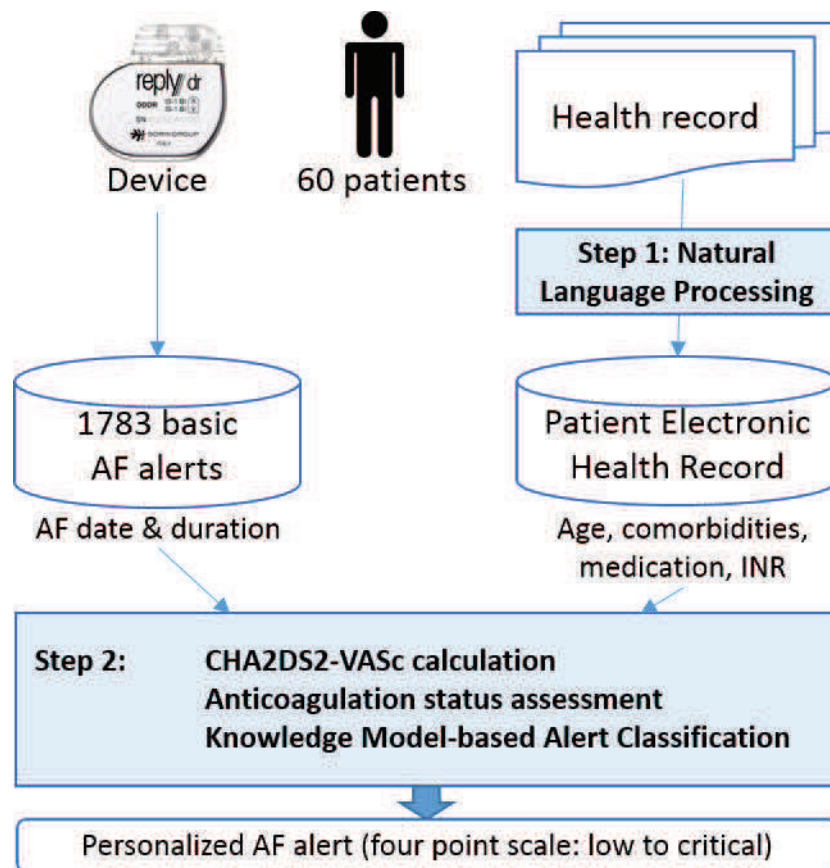 reply dr
DDDR
SORIN GROUP
Device
60 patients
Health record
Step 1: Natural
Language Processing
1783 basic
AF alerts
Patient Electronic
Health Record
AF date & duration
Age, comorbidities,
medication, INR
Step 2: CHA2DS2-VASc calculation
Anticoagulation status assessment
Knowledge Model-based Alert Classification
Personalized AF alert (four point scale: low to critical)